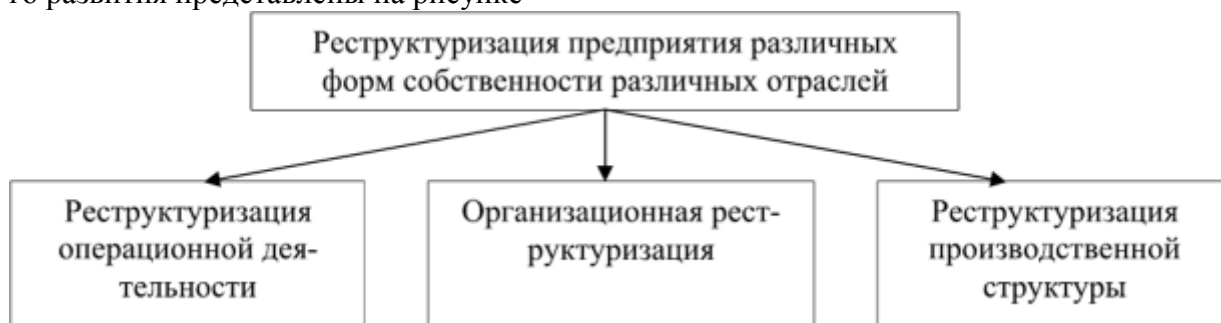 го развития представлены на рисунке
Реструктуризация предприятия различных
форм собственности различных отраслей
Реструктуризация
операционной дея-
тельности
Организационная рест-
руктуризация
Реструктуризация
производственной
структуры